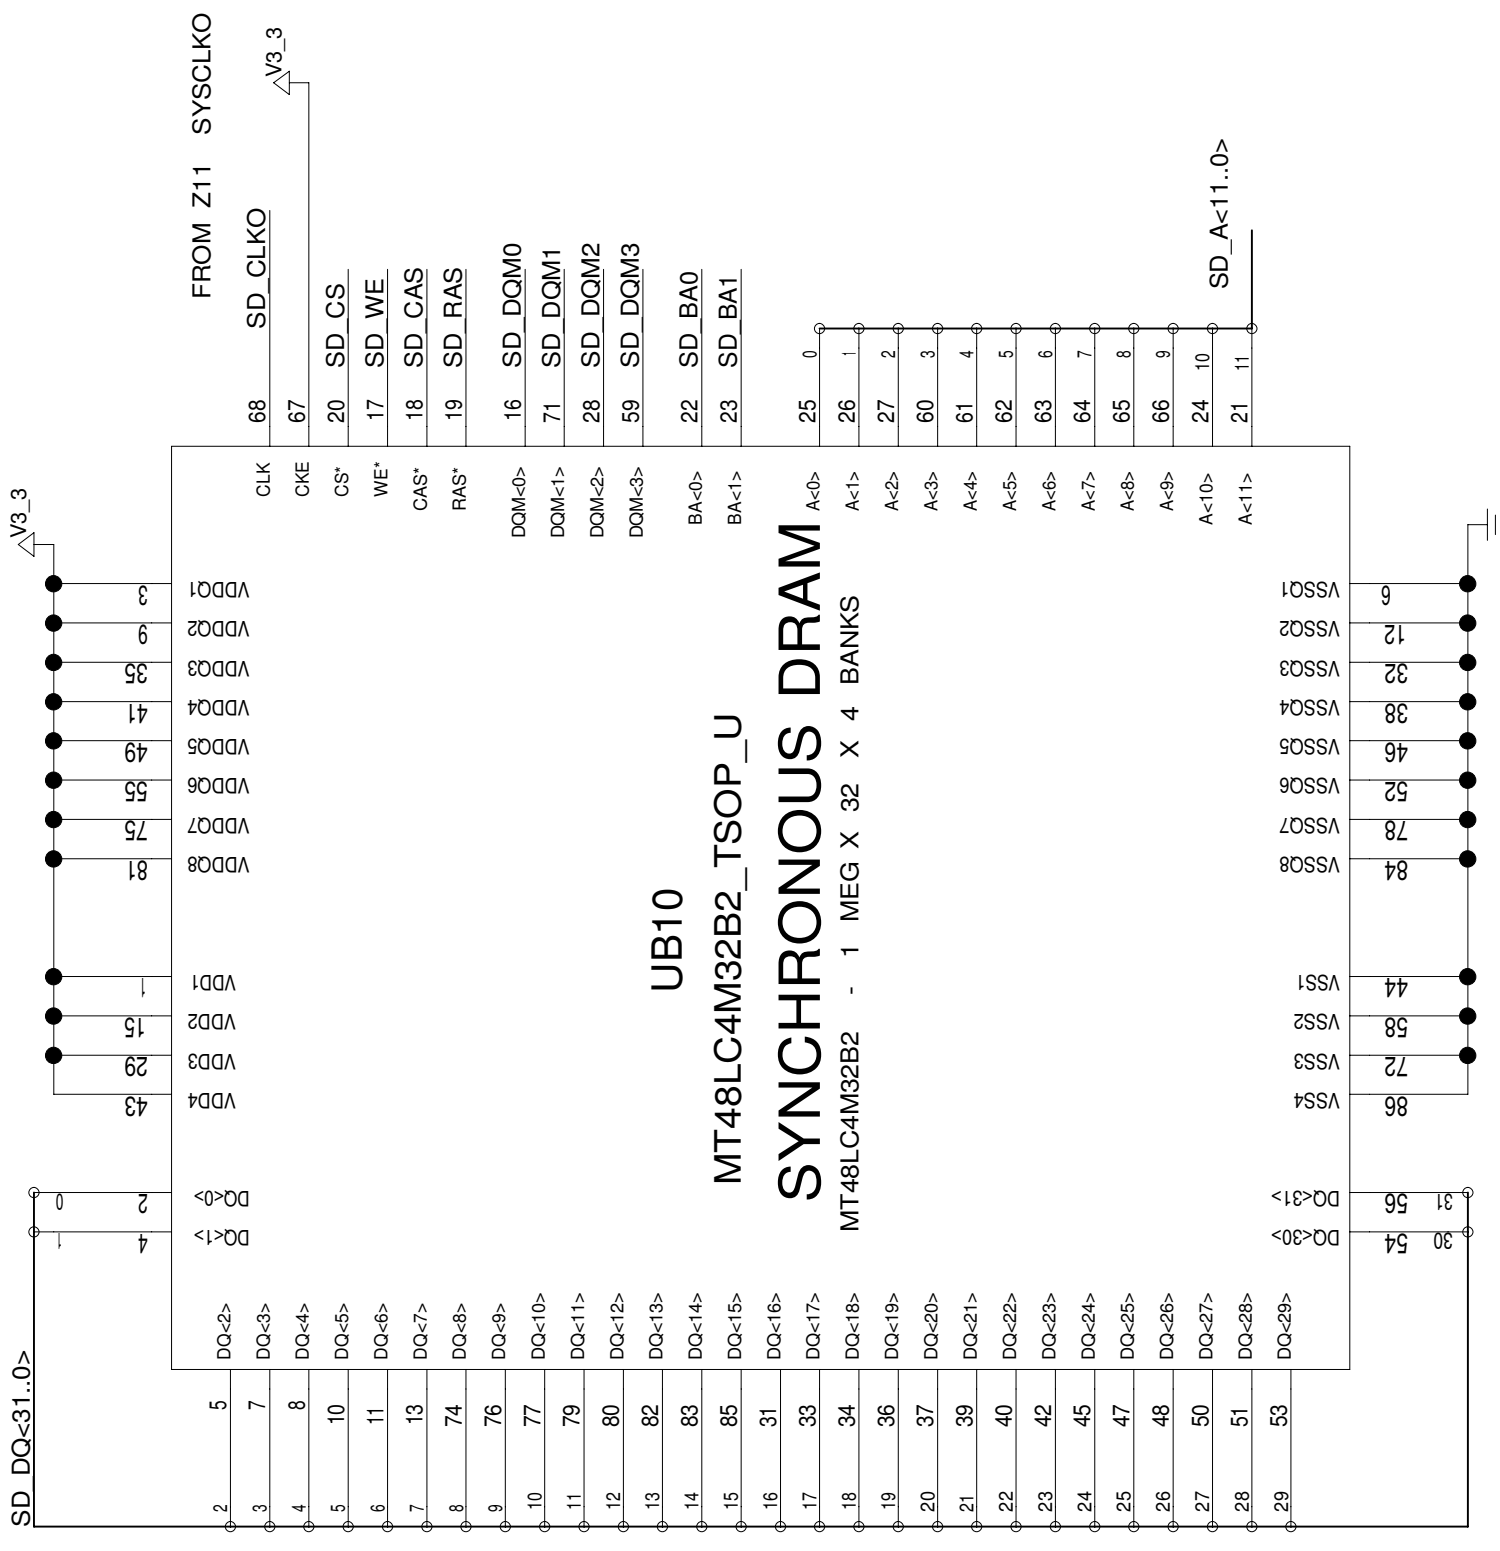 FROM Z11 SYSCLKO
V3_3
SD_CLKO
SD_CS
SD_WE
SD_CAS
SD_RAS
SD_DQM0
SD_DQM1
SD_DQM2
SD_DQM3
SD_BA0
SD_BA1
SD_A<11..0>
68 CLK
67 CKE
20 CS*
17 WE*
18 CAS*
19 RAS*
16 DQM<0>
71 DQM<1>
28 DQM<2>
59 DQM<3>
22 BA<0>
23 BA<1>
0 25 A<0>
1 26 A<1>
2 27 A<2>
3 60 A<3>
4 61 A<4>
5 62 A<5>
6 63 A<6>
7 64 A<7>
8 65 A<8>
9 66 A<9>
10 24 A<10>
11 21 A<11>
V3_3
3 VDDQ1
9 VDDQ2
35 VDDQ3
41 VDDQ4
49 VDDQ5
55 VDDQ6
75 VDDQ7
81 VDDQ8
1 VDD1
15 VDD2
29 VDD3
43 VDD4
0 2 DQ<0>
1 4 DQ<1>
UB10
MT48LC4M32B2_TSOP_U
SYNCHRONOUS DRAM
MT48LC4M32B2 - 1 MEG X 32 X 4 BANKS
VSSQ1 6
VSSQ2 12
VSSQ3 32
VSSQ4 38
VSSQ5 46
VSSQ6 52
VSSQ7 78
VSSQ8 84
VSS1 44
VSS2 58
VSS3 72
VSS4 86
DQ<31> 56 31
DQ<30> 54 30
SD_DQ<31..0>
DQ<2> 5 2
DQ<3> 7 3
DQ<4> 8 4
DQ<5> 10 5
DQ<6> 11 6
DQ<7> 13 7
DQ<8> 74 8
DQ<9> 76 9
DQ<10> 77 10
DQ<11> 79 11
DQ<12> 80 12
DQ<13> 82 13
DQ<14> 83 14
DQ<15> 85 15
DQ<16> 31 16
DQ<17> 33 17
DQ<18> 34 18
DQ<19> 36 19
DQ<20> 37 20
DQ<21> 39 21
DQ<22> 40 22
DQ<23> 42 23
DQ<24> 45 24
DQ<25> 47 25
DQ<26> 48 26
DQ<27> 50 27
DQ<28> 51 28
DQ<29> 53 29